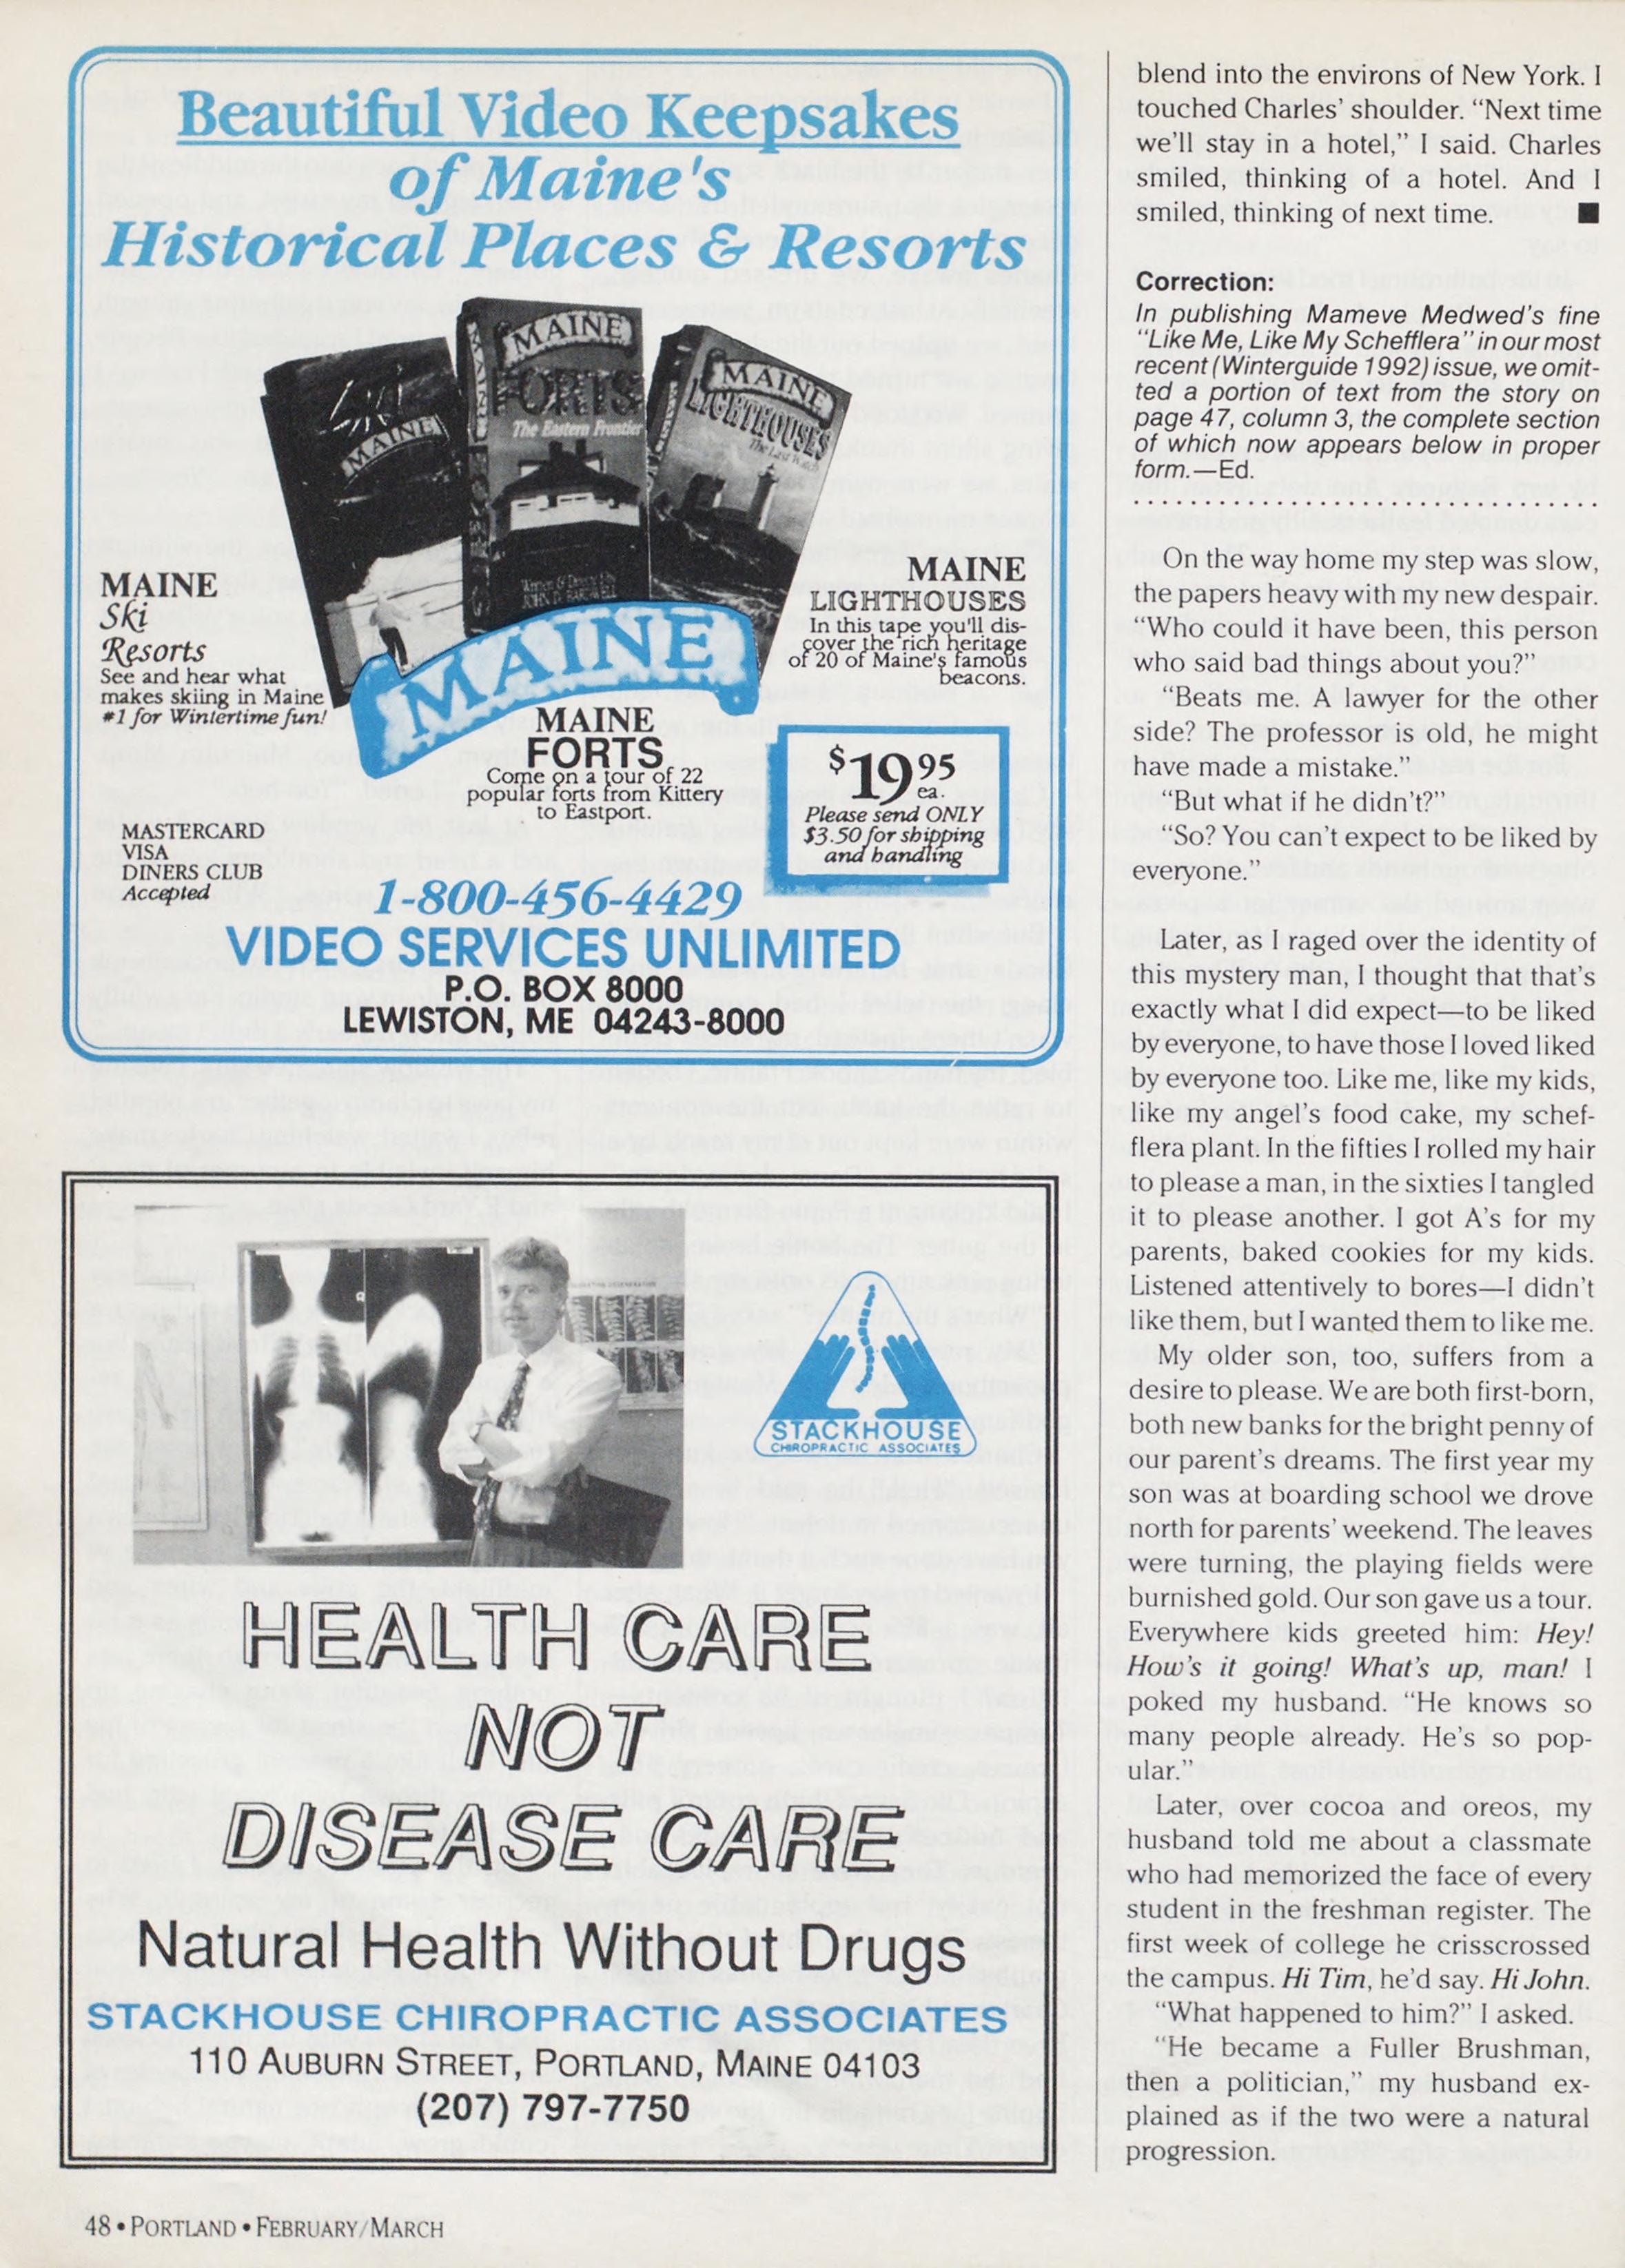 Beautiful Video Keepsakes
of Maine's
Historical Places & Resorts
MAINE
MAINE
FORTS
The Eastern Frontier
MAINE
LIGHTHOUSES
MAINE
MAINE
Ski
Resorts
See and hear what
makes skiing in Maine
#1 for Wintertime fun!
MAINE
LIGHTHOUSES
In this tape you'll dis-
cover the rich heritage
of 20 of Maine's famous
beacons.
MAINE
FORTS
Come on a tour of 22
popular forts from Kittery
to Eastport.
$19.95
ea.
Please send ONLY
$3.50 for shipping
and handling
MASTERCARD
VISA
DINERS CLUB
Accepted
1-800-456-4429
VIDEO SERVICES UNLIMITED
P.O. BOX 8000
LEWISTON, ME 04243-8000
STACKHOUSE
CHIROPRACTIC ASSOCIATES
HEALTH CARE
NOT
DISEASE CARE
Natural Health Without Drugs
STACKHOUSE CHIROPRACTIC ASSOCIATES
110 AUBURN STREET, PORTLAND, MAINE 04103
(207) 797-7750
blend into the environs of New York. I
touched Charles' shoulder. "Next time
we'll stay in a hotel," I said. Charles
smiled, thinking of a hotel. And I
smiled, thinking of next time. ■
Correction:
In publishing Mameve Medwed's fine
"Like Me, Like My Schefflera" in our most
recent (Winterguide 1992) issue, we omit-
ted a portion of text from the story on
page 47, column 3, the complete section
of which now appears below in proper
form.—Ed.
On the way home my step was slow,
the papers heavy with my new despair.
"Who could it have been, this person
who said bad things about you?"
"Beats me. A lawyer for the other
side? The professor is old, he might
have made a mistake."
"But what if he didn't?"
"So? You can't expect to be liked by
everyone."
Later, as I raged over the identity of
this mystery man, I thought that that's
exactly what I did expect—to be liked
by everyone, to have those I loved liked
by everyone too. Like me, like my kids,
like my angel's food cake, my schef-
flera plant. In the fifties I rolled my hair
to please a man, in the sixties I tangled
it to please another. I got A's for my
parents, baked cookies for my kids.
Listened attentively to bores—I didn't
like them, but I wanted them to like me.
My older son, too, suffers from a
desire to please. We are both first-born,
both new banks for the bright penny of
our parent's dreams. The first year my
son was at boarding school we drove
north for parents' weekend. The leaves
were turning, the playing fields were
burnished gold. Our son gave us a tour.
Everywhere kids greeted him: Hey!
How's it going! What's up, man! I
poked my husband. "He knows so
many people already. He's so pop-
ular."
Later, over cocoa and oreos, my
husband told me about a classmate
who had memorized the face of every
student in the freshman register. The
first week of college he crisscrossed
the campus. Hi Tim, he'd say. Hi John.
"What happened to him?" I asked.
"He became a Fuller Brushman,
then a politician," my husband ex-
plained as if the two were a natural
progression.
48 • PORTLAND • FEBRUARY/MARCH